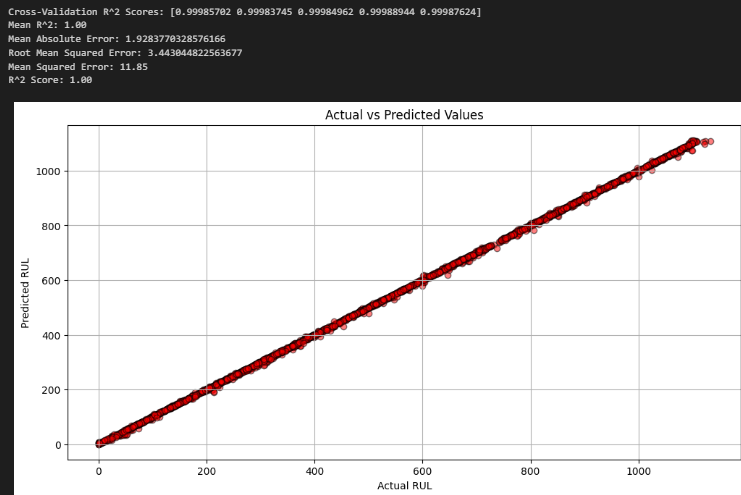 Cross-Validation R^2 Scores: [0.99985702 0.99983745 0.99984962 0.99988944 0.99987624]
Mean R^2: 1.00
Mean Absolute Error: 1.9283770328576166
Root Mean Squared Error: 3.443044822563677
Mean Squared Error: 11.85
R^2 Score: 1.00
Actual vs Predicted Values
1000
800
600
400
200
0
Predicted RUL
0 200 400 600 800 1000
Actual RUL